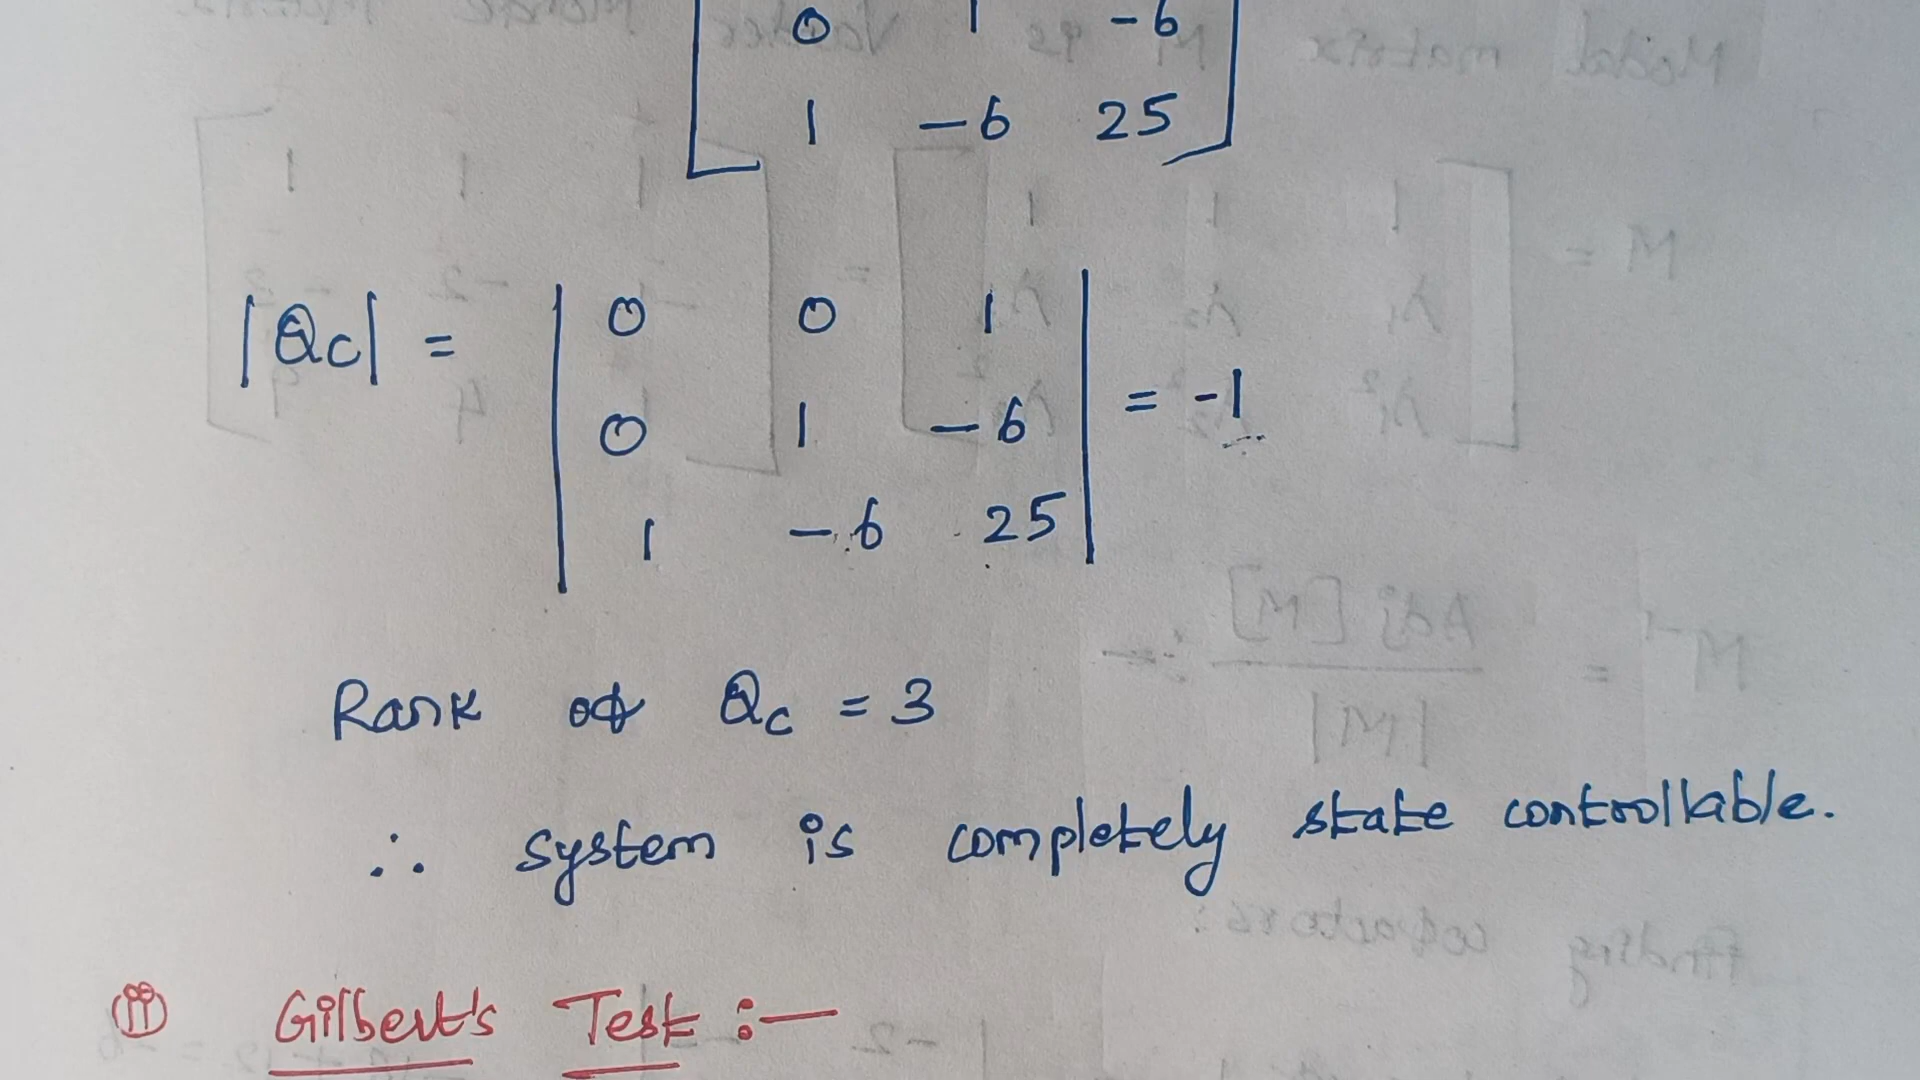 0 1 -6
1 -6 25
|Qc| = | 0 0 1 | = -1
0 1 -6
1 -6 25
Rank of Qc = 3
∴ system is completely state controllable.
(ii) Gilbert's Test :—